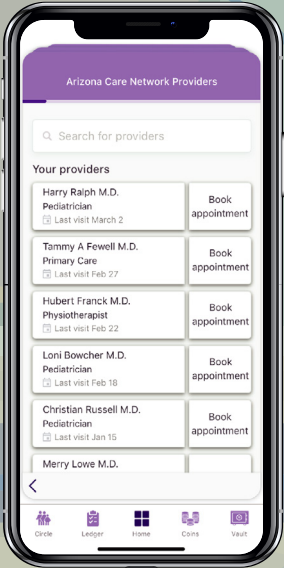 Arizona Care Network Providers
Search for providers
Your providers
Harry Ralph M.D.
Pediatrician
Last visit March 2
Book
appointment
Tammy A Fewell M.D.
Primary Care
Last visit Feb 27
Book
appointment
Hubert Franck M.D.
Physiotherapist
Last visit Feb 22
Book
appointment
Loni Bowcher M.D.
Pediatrician
Last visit Feb 18
Book
appointment
Christian Russell M.D.
Pediatrician
Last visit Jan 15
Book
appointment
Merry Lowe M.D.
Circle
Ledger
Home
Coins
Vault